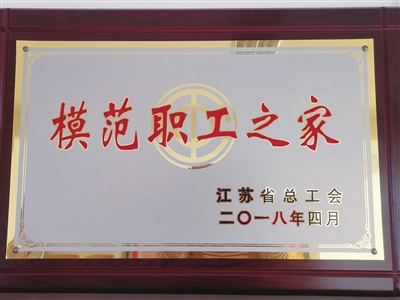 模范职工之家
江苏省总工会
二〇一八年四月